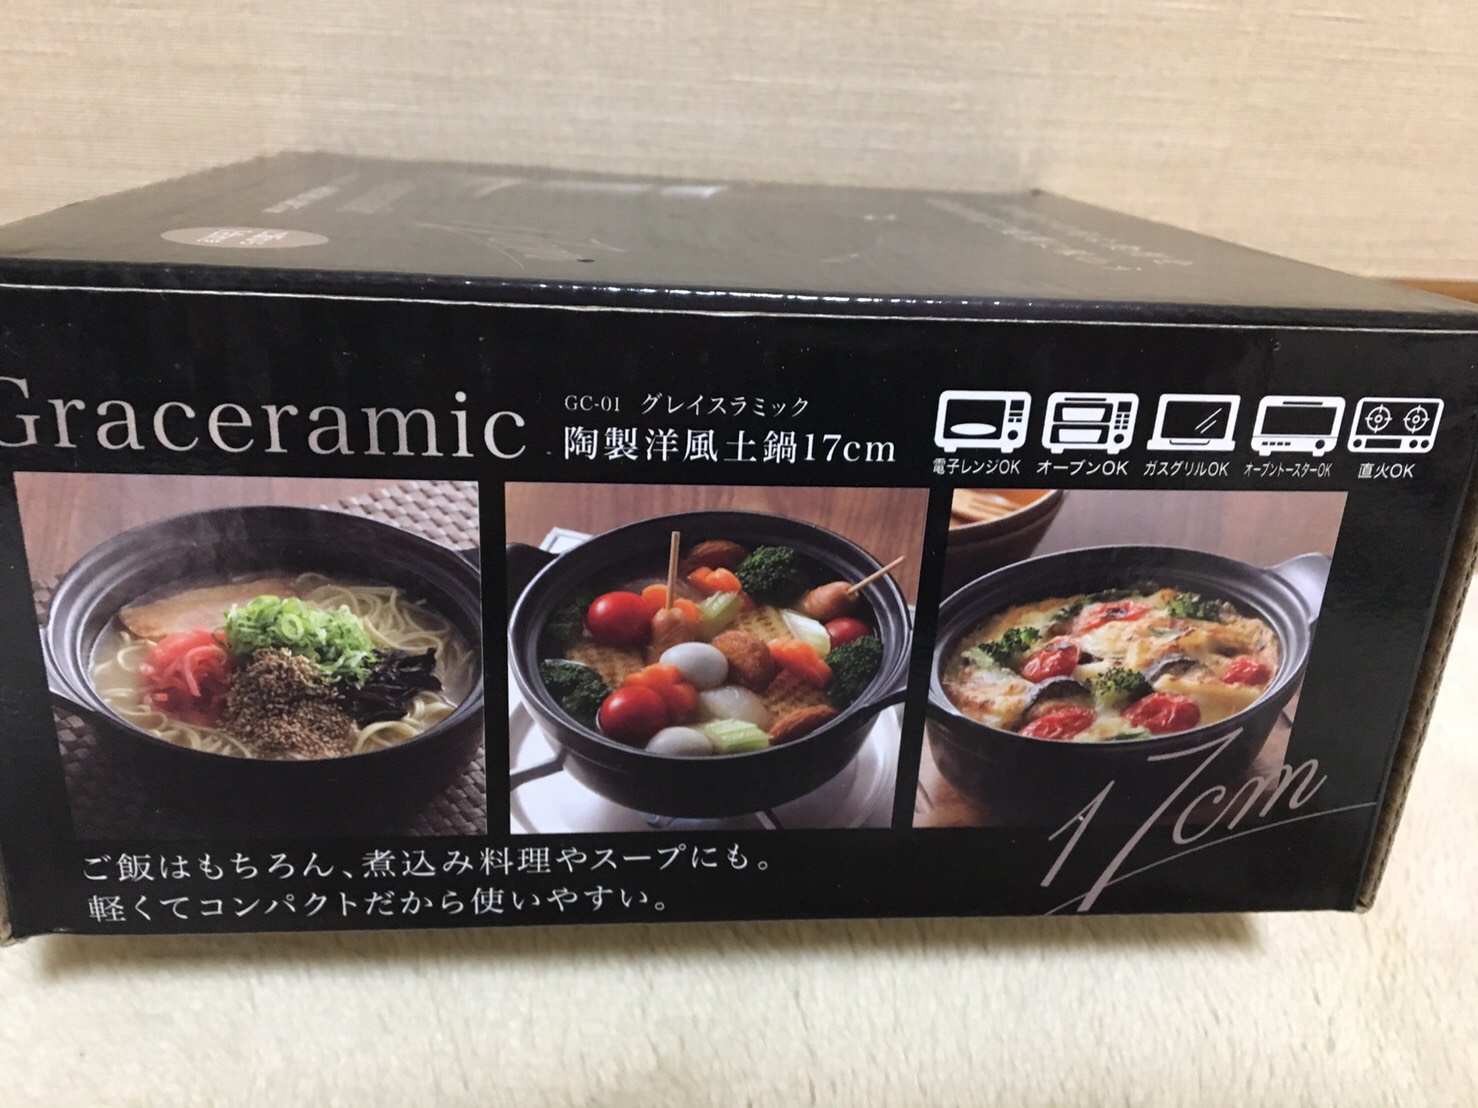 Graceramic
GC-01 グレイスラミック
陶製洋風土鍋17cm
電子レンジOK オーブンOK ガスグリルOK オーブントースターOK 直火OK
17cm
ご飯はもちろん、煮込み料理やスープにも。
軽くてコンパクトだから使いやすい。